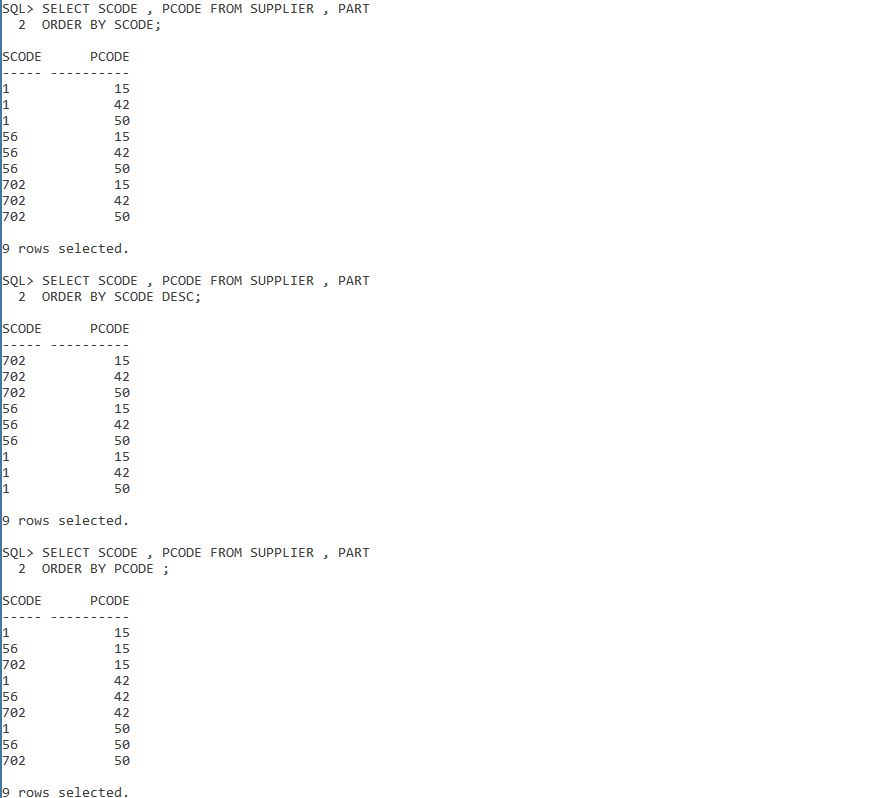 SQL> SELECT SCODE , PCODE FROM SUPPLIER , PART
  2  ORDER BY SCODE;
SCODE      PCODE
----- ----------
1             15
1             42
1             50
56            15
56            42
56            50
702           15
702           42
702           50
9 rows selected.
SQL> SELECT SCODE , PCODE FROM SUPPLIER , PART
  2  ORDER BY SCODE DESC;
SCODE      PCODE
----- ----------
702           15
702           42
702           50
56            15
56            42
56            50
1             15
1             42
1             50
9 rows selected.
SQL> SELECT SCODE , PCODE FROM SUPPLIER , PART
  2  ORDER BY PCODE ;
SCODE      PCODE
----- ----------
1             15
56            15
702           15
1             42
56            42
702           42
1             50
56            50
702           50
9 rows selected.